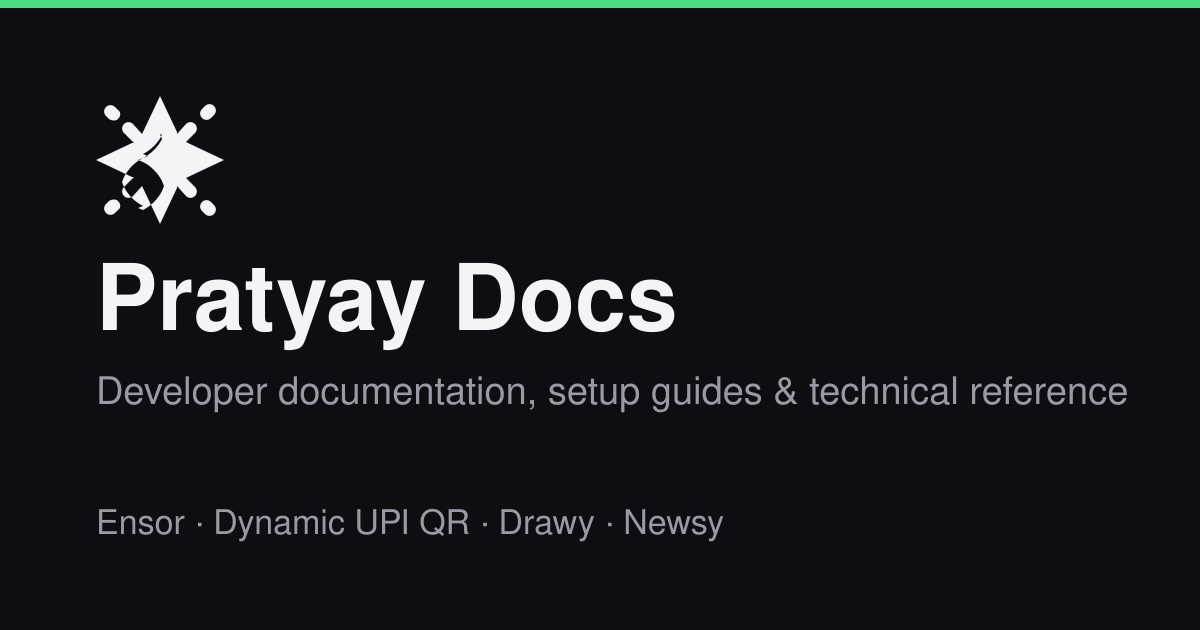 Pratyay Docs
Developer documentation, setup guides & technical reference
Ensor · Dynamic UPI QR · Drawy · Newsy